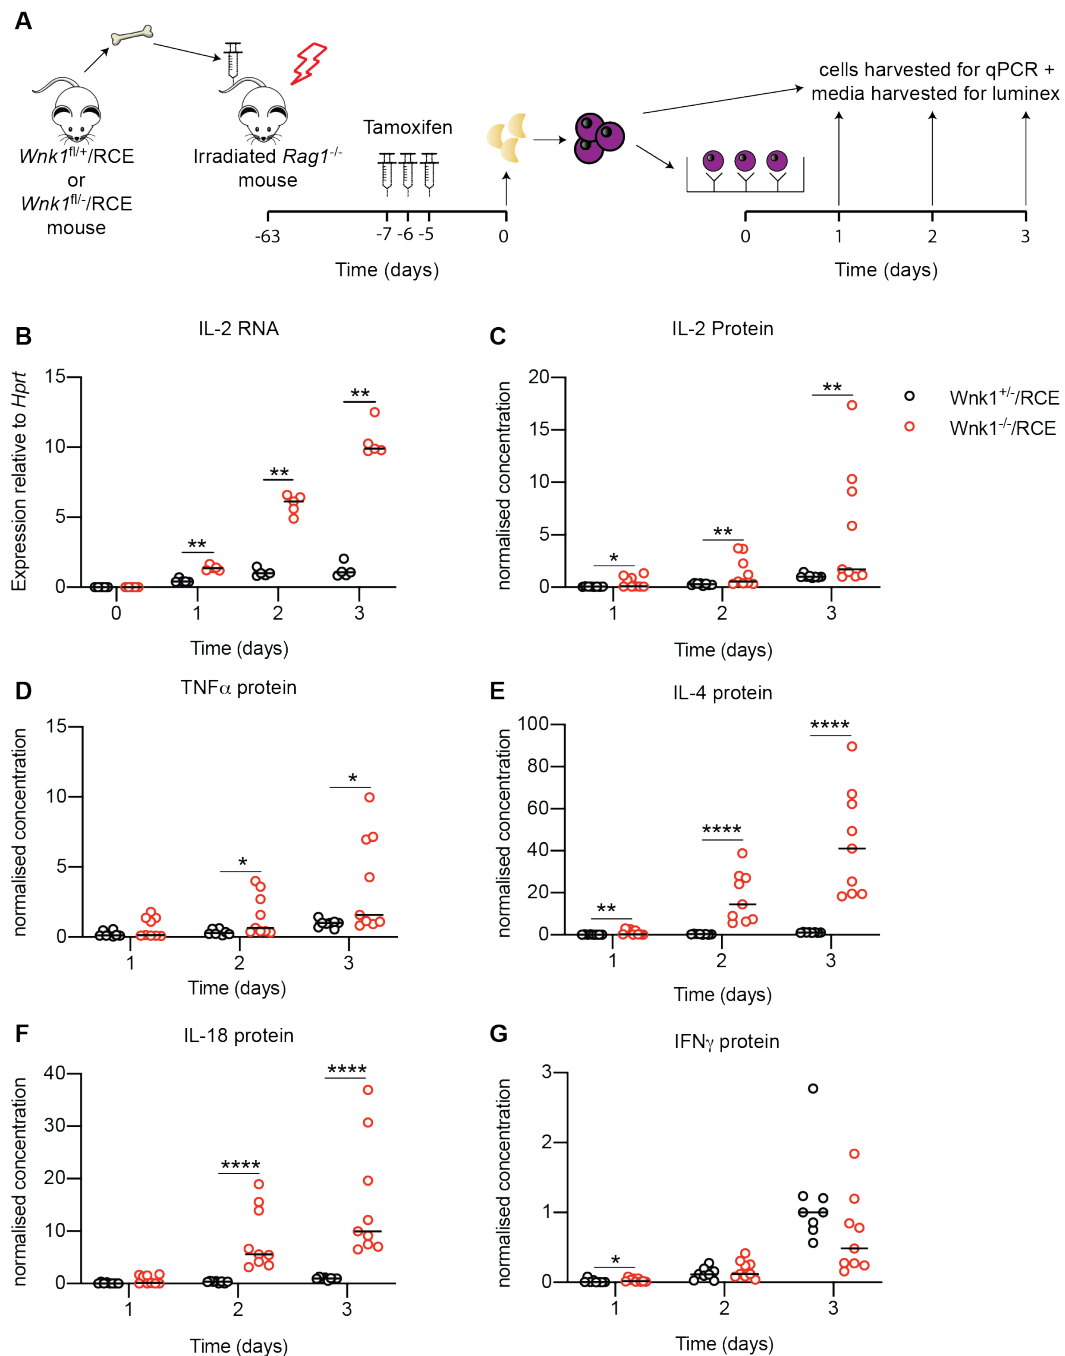 A
cells harvested for qPCR +
media harvested for luminex
Tamoxifen
Wnk1fl/+/RCE
or
Wnk1fl/-/RCE
mouse
Irradiated Rag1-/-
mouse
-63
-7 -6 -5
0
Time (days)
0
1
2
3
Time (days)
B
IL-2 RNA
Expression relative to Hprt
15
10
5
0
**
**
**
0
1
2
3
Time (days)
C
IL-2 Protein
normalised concentration
20
15
10
5
0
*
**
**
1
2
3
Time (days)
Wnk1+/-/RCE
Wnk1-/-/RCE
D
TNFα protein
normalised concentration
15
10
5
0
*
*
1
2
3
Time (days)
E
IL-4 protein
normalised concentration
100
80
60
40
20
0
**
****
****
1
2
3
Time (days)
F
IL-18 protein
normalised concentration
40
30
20
10
0
****
****
1
2
3
Time (days)
G
IFNγ protein
normalised concentration
3
2
1
0
*
1
2
3
Time (days)